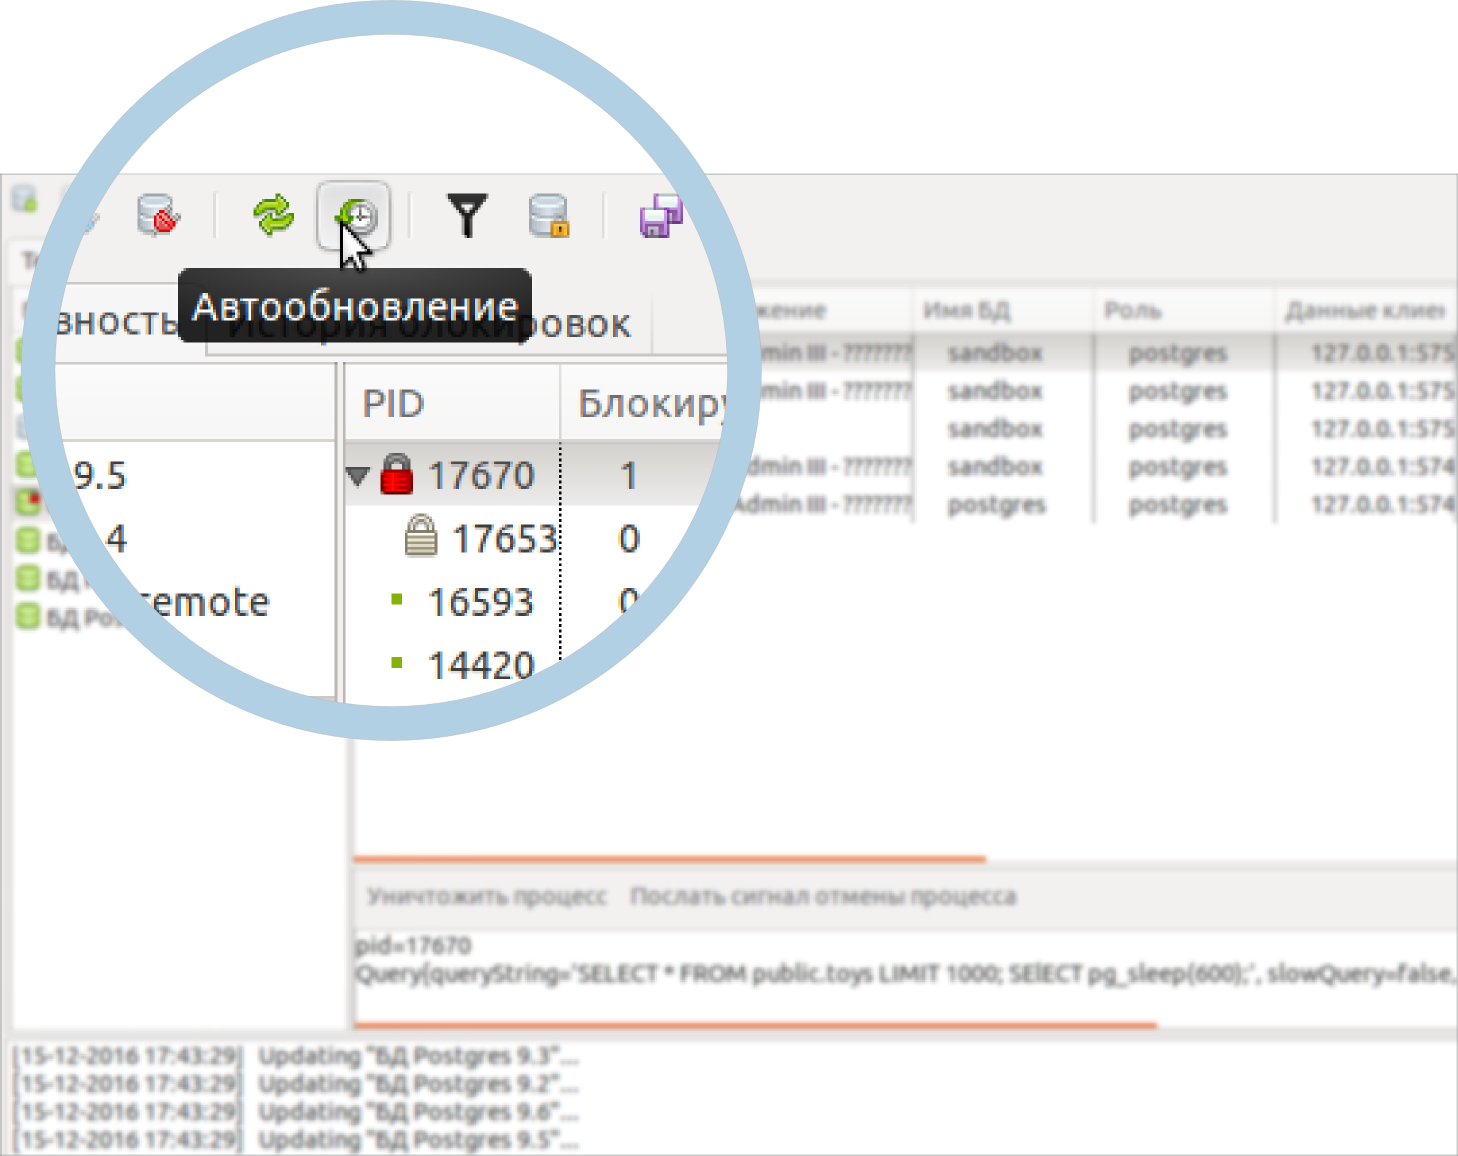 Автообновление
вность История блокировок
жение Имя БД Роль Данные клиен
PID Блокиру
min III - ??????? sandbox postgres 127.0.0.1:575
min III - ??????? sandbox postgres 127.0.0.1:575
sandbox postgres 127.0.0.1:575
dmin III - ??????? sandbox postgres 127.0.0.1:574
Admin III - ??????? postgres postgres 127.0.0.1:574
9.5 17670 1
4 17653 0
БД
БД
remote 16593 0
БД Pos
14420
Уничтожить процесс Послать сигнал отмены процесса
pid=17670
Query{queryString='SELECT * FROM public.toys LIMIT 1000; SElECT pg_sleep(600);', slowQuery=false,
[15-12-2016 17:43:29] Updating "БД Postgres 9.3"...
[15-12-2016 17:43:29] Updating "БД Postgres 9.2"...
[15-12-2016 17:43:29] Updating "БД Postgres 9.6"...
[15-12-2016 17:43:29] Updating "БД Postgres 9.5"...